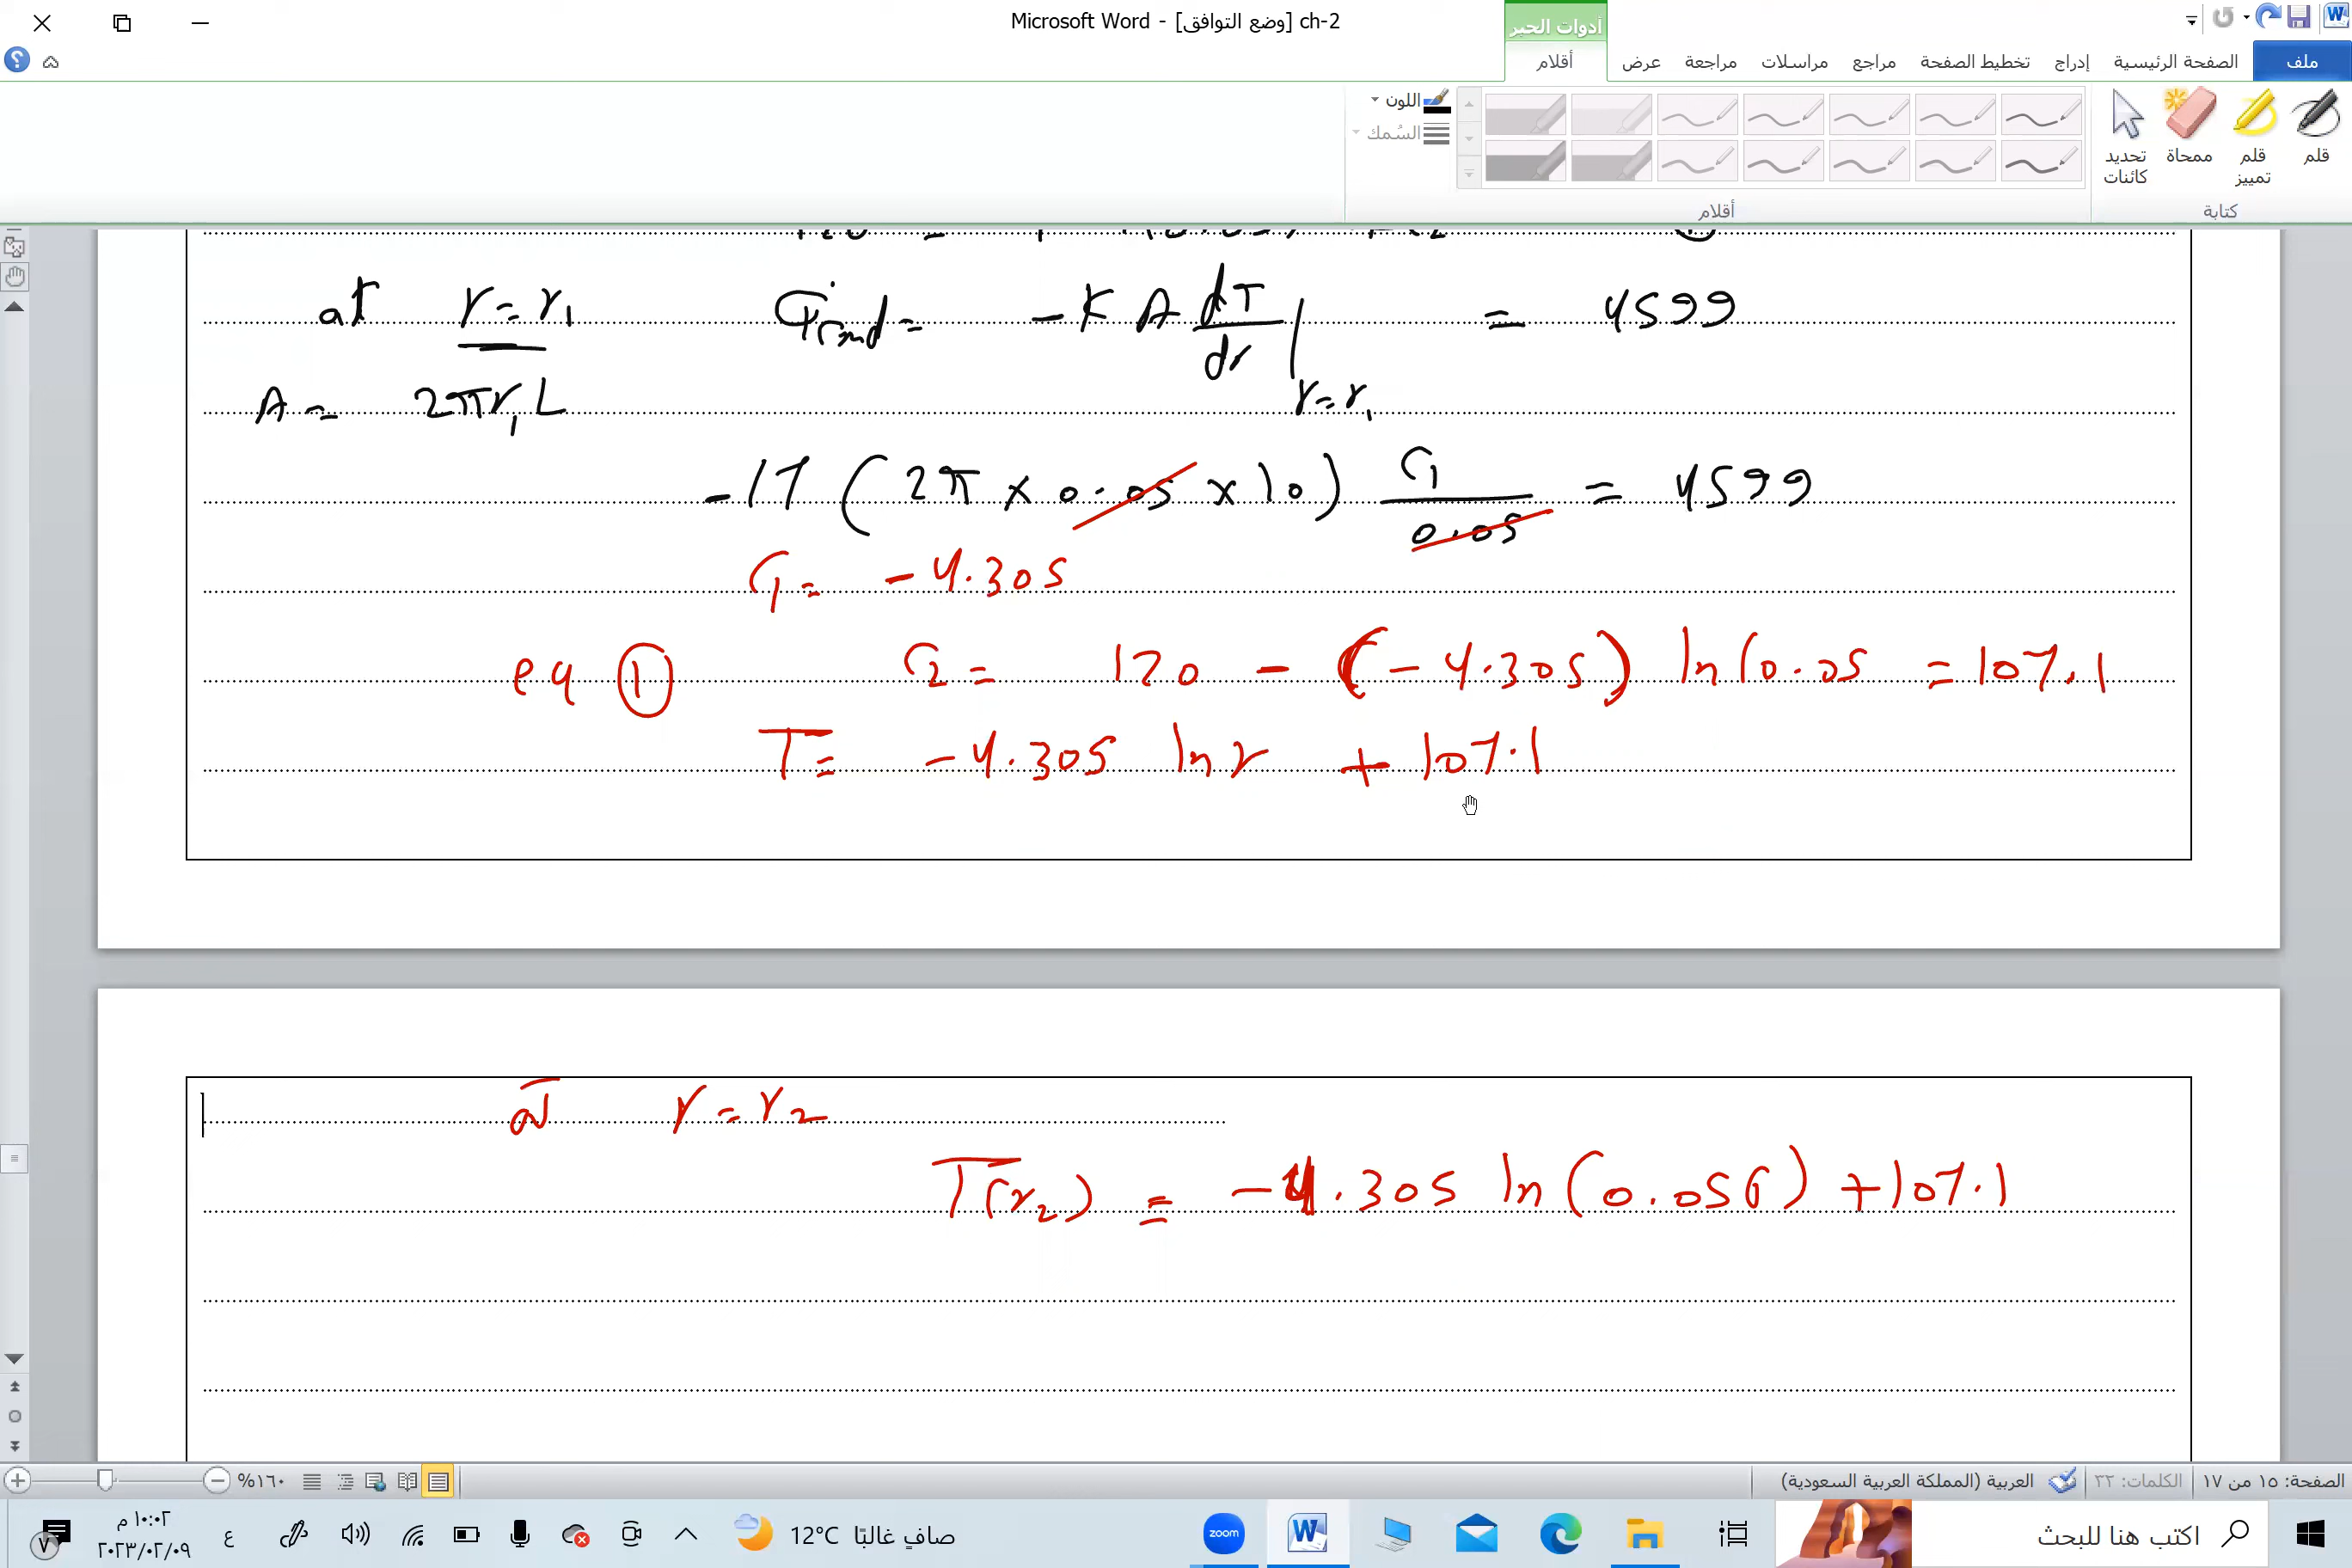 ch-2 [وضع التوافق] - Microsoft Word
أدوات الحبر
ملف الصفحة الرئيسية إدراج تخطيط الصفحة مراجع مراسلات مراجعة عرض أقلام
اللون
السُمك
قلم
قلم تمييز
ممحاة
تحديد كائنات
كتابة
أقلام
at r = r₁
= -K A dT/dr | r=r₁ = 4599
A = 2πr₁L
-17 (2π × 0.05 × 10) C₁/0.05 = 4599
C₁ = -4.305
eq ① C₂ = 120 - (-4.305) ln(0.05 = 107.1
T = -4.305 ln r + 107.1
at r = r₂
T(r₂) = -4.305 ln(0.056) + 107.1
الصفحة: ١٥ من ١٧
الكلمات: ٣٢
العربية (المملكة العربية السعودية)
%١٦٠
اكتب هنا للبحث
zoom
12°C صافٍ غالبًا
ع
١٠:٠٢ م
٢٠٢٣/٠٢/٠٩
٧